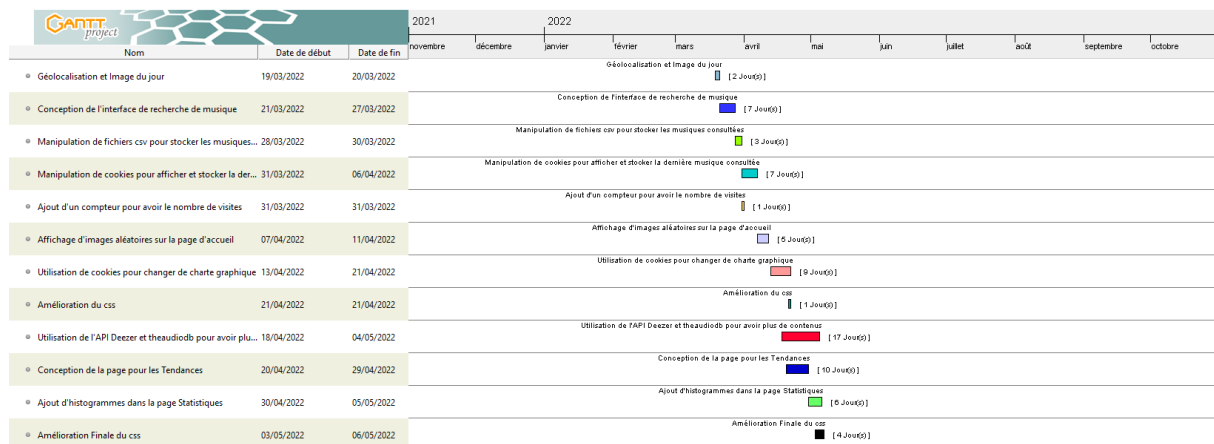 GANTT project
2021 2022
Nom Date de début Date de fin novembre décembre janvier février mars avril mai juin juillet août septembre octobre
Géolocalisation et Image du jour
Géolocalisation et Image du jour 19/03/2022 20/03/2022 [ 2 Jour(s) ]
Conception de l'interface de recherche de musique
Conception de l'interface de recherche de musique 21/03/2022 27/03/2022 [ 7 Jour(s) ]
Manipulation de fichiers csv pour stocker les musiques consultées
Manipulation de fichiers csv pour stocker les musiques... 28/03/2022 30/03/2022 [ 3 Jour(s) ]
Manipulation de cookies pour afficher et stocker la dernière musique consultée
Manipulation de cookies pour afficher et stocker la der... 31/03/2022 06/04/2022 [ 7 Jour(s) ]
Ajout d'un compteur pour avoir le nombre de visites
Ajout d'un compteur pour avoir le nombre de visites 31/03/2022 31/03/2022 [ 1 Jour(s) ]
Affichage d'images aléatoires sur la page d'accueil
Affichage d'images aléatoires sur la page d'accueil 07/04/2022 11/04/2022 [ 5 Jour(s) ]
Utilisation de cookies pour changer de charte graphique
Utilisation de cookies pour changer de charte graphique 13/04/2022 21/04/2022 [ 9 Jour(s) ]
Amélioration du css
Amélioration du css 21/04/2022 21/04/2022 [ 1 Jour(s) ]
Utilisation de l'API Deezer et theaudiodb pour avoir plus de contenus
Utilisation de l'API Deezer et theaudiodb pour avoir plu... 18/04/2022 04/05/2022 [ 17 Jour(s) ]
Conception de la page pour les Tendances
Conception de la page pour les Tendances 20/04/2022 29/04/2022 [ 10 Jour(s) ]
Ajout d'histogrammes dans la page Statistiques
Ajout d'histogrammes dans la page Statistiques 30/04/2022 05/05/2022 [ 6 Jour(s) ]
Amélioration Finale du css
Amélioration Finale du css 03/05/2022 06/05/2022 [ 4 Jour(s) ]